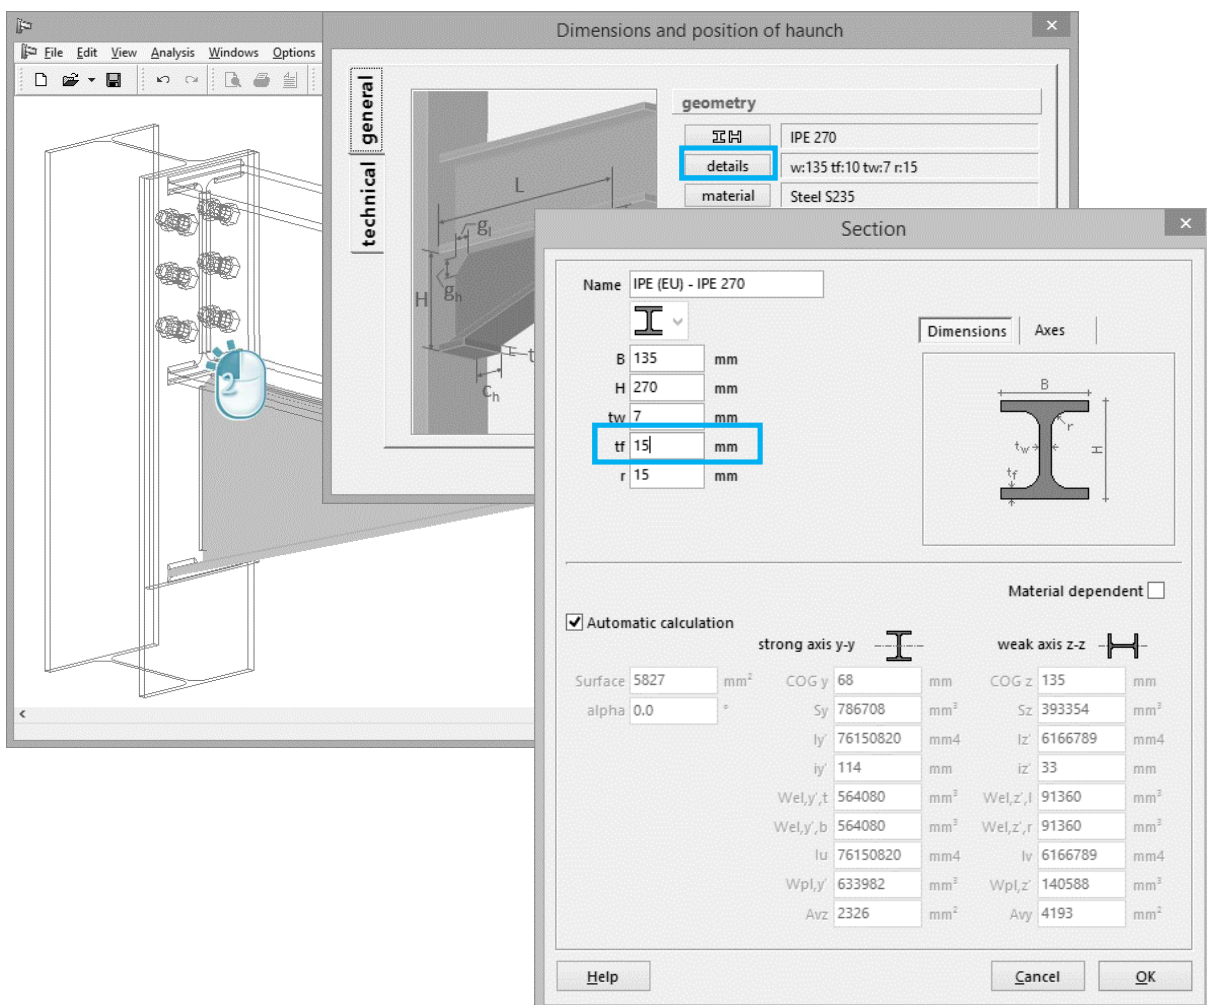 Dimensions and position of haunch
File Edit View Analysis Windows Options
general
technical
L
gl
gh
H
t
Ch
geometry
IPE 270
details w:135 tf:10 tw:7 r:15
material Steel S235
2
Section
Name IPE (EU) - IPE 270
B 135 mm
H 270 mm
tw 7 mm
tf 15 mm
r 15 mm
Dimensions Axes
B
r
tw
H
tf
Material dependent
Automatic calculation
strong axis y-y weak axis z-z
Surface 5827 mm² COG y 68 mm COG z 135 mm
alpha 0.0 ° Sy 786708 mm³ Sz 393354 mm³
Iy' 76150820 mm4 Iz' 6166789 mm4
iy' 114 mm iz' 33 mm
Wel,y',t 564080 mm³ Wel,z',l 91360 mm³
Wel,y',b 564080 mm³ Wel,z',r 91360 mm³
Iu 76150820 mm4 Iv 6166789 mm4
Wpl,y' 633982 mm³ Wpl,z' 140588 mm³
Avz 2326 mm² Avy 4193 mm²
Help Cancel OK